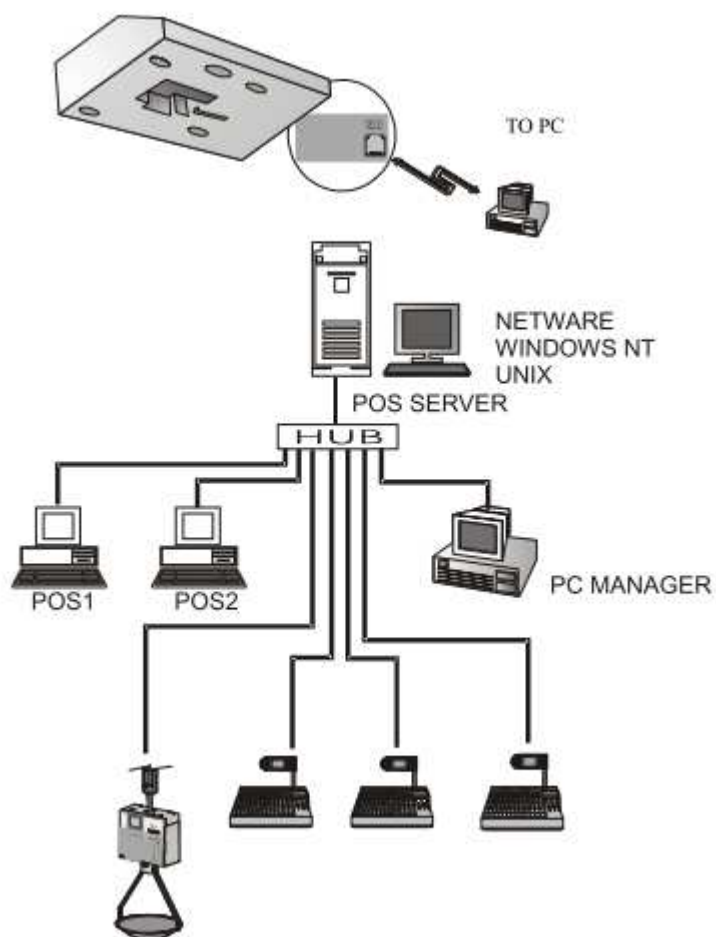 TO PC
NETWARE
WINDOWS NT
UNIX
POS SERVER
HUB
POS1
POS2
PC MANAGER